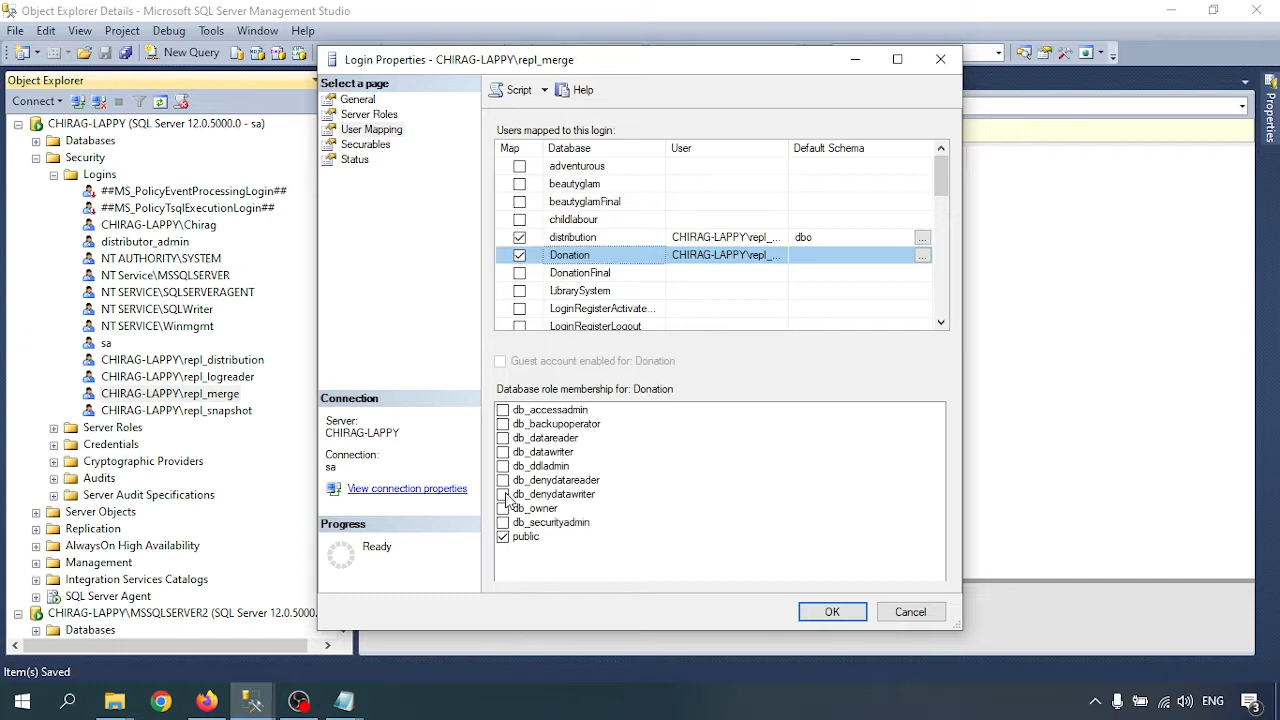 Object Explorer Details - Microsoft SQL Server Management Studio
File Edit View Project Debug Tools Window Help
New Query
Object Explorer
Connect
CHIRAG-LAPPY (SQL Server 12.0.5000.0 - sa)
Databases
Security
Logins
##MS_PolicyEventProcessingLogin##
##MS_PolicyTsqlExecutionLogin##
CHIRAG-LAPPY\Chirag
distributor_admin
NT AUTHORITY\SYSTEM
NT Service\MSSQLSERVER
NT SERVICE\SQLSERVERAGENT
NT SERVICE\SQLWriter
NT SERVICE\Winmgmt
sa
CHIRAG-LAPPY\repl_distribution
CHIRAG-LAPPY\repl_logreader
CHIRAG-LAPPY\repl_merge
CHIRAG-LAPPY\repl_snapshot
Server Roles
Credentials
Cryptographic Providers
Audits
Server Audit Specifications
Server Objects
Replication
AlwaysOn High Availability
Management
Integration Services Catalogs
SQL Server Agent
CHIRAG-LAPPY\MSSQLSERVER2 (SQL Server 12.0.5000.
Databases
Item(s) Saved
Login Properties - CHIRAG-LAPPY\repl_merge
Select a page
General
Server Roles
User Mapping
Securables
Status
Connection
Server:
CHIRAG-LAPPY
Connection:
sa
View connection properties
Progress
Ready
Script Help
Users mapped to this login:
Map Database User Default Schema
adventurous
beautyglam
beautyglamFinal
childlabour
distribution CHIRAG-LAPPY\repl_... dbo ...
Donation CHIRAG-LAPPY\repl_... ...
DonationFinal
LibrarySystem
LoginRegisterActivate...
LoginRegisterLogout
Guest account enabled for: Donation
Database role membership for: Donation
db_accessadmin
db_backupoperator
db_datareader
db_datawriter
db_ddladmin
db_denydatareader
db_denydatawriter
db_owner
db_securityadmin
public
OK Cancel
Properties
ENG
3